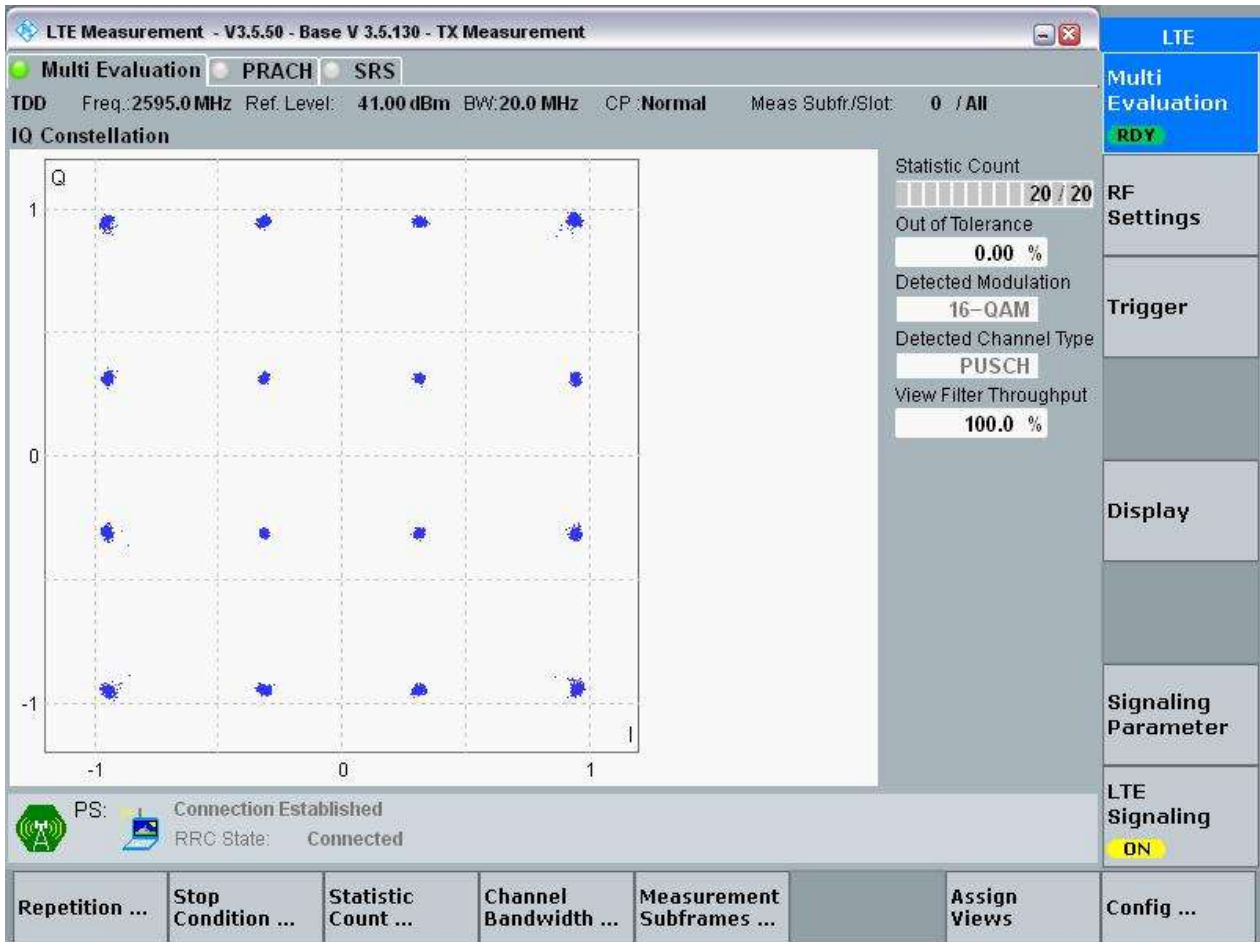 LTE Measurement - V3.5.50 - Base V 3.5.130 - TX Measurement
LTE
Multi Evaluation PRACH SRS
TDD Freq.:2595.0 MHz Ref. Level: 41.00 dBm BW:20.0 MHz CP :Normal Meas Subfr./Slot: 0 / All
IQ Constellation
Q
1
0
-1
I
-1 0 1
Statistic Count
20 / 20
Out of Tolerance
0.00 %
Detected Modulation
16-QAM
Detected Channel Type
PUSCH
View Filter Throughput
100.0 %
Multi
Evaluation
RDY
RF
Settings
Trigger
Display
Signaling
Parameter
LTE
Signaling
ON
PS: Connection Established
RRC State: Connected
Repetition ...
Stop
Condition ...
Statistic
Count ...
Channel
Bandwidth ...
Measurement
Subframes ...
Assign
Views
Config ...